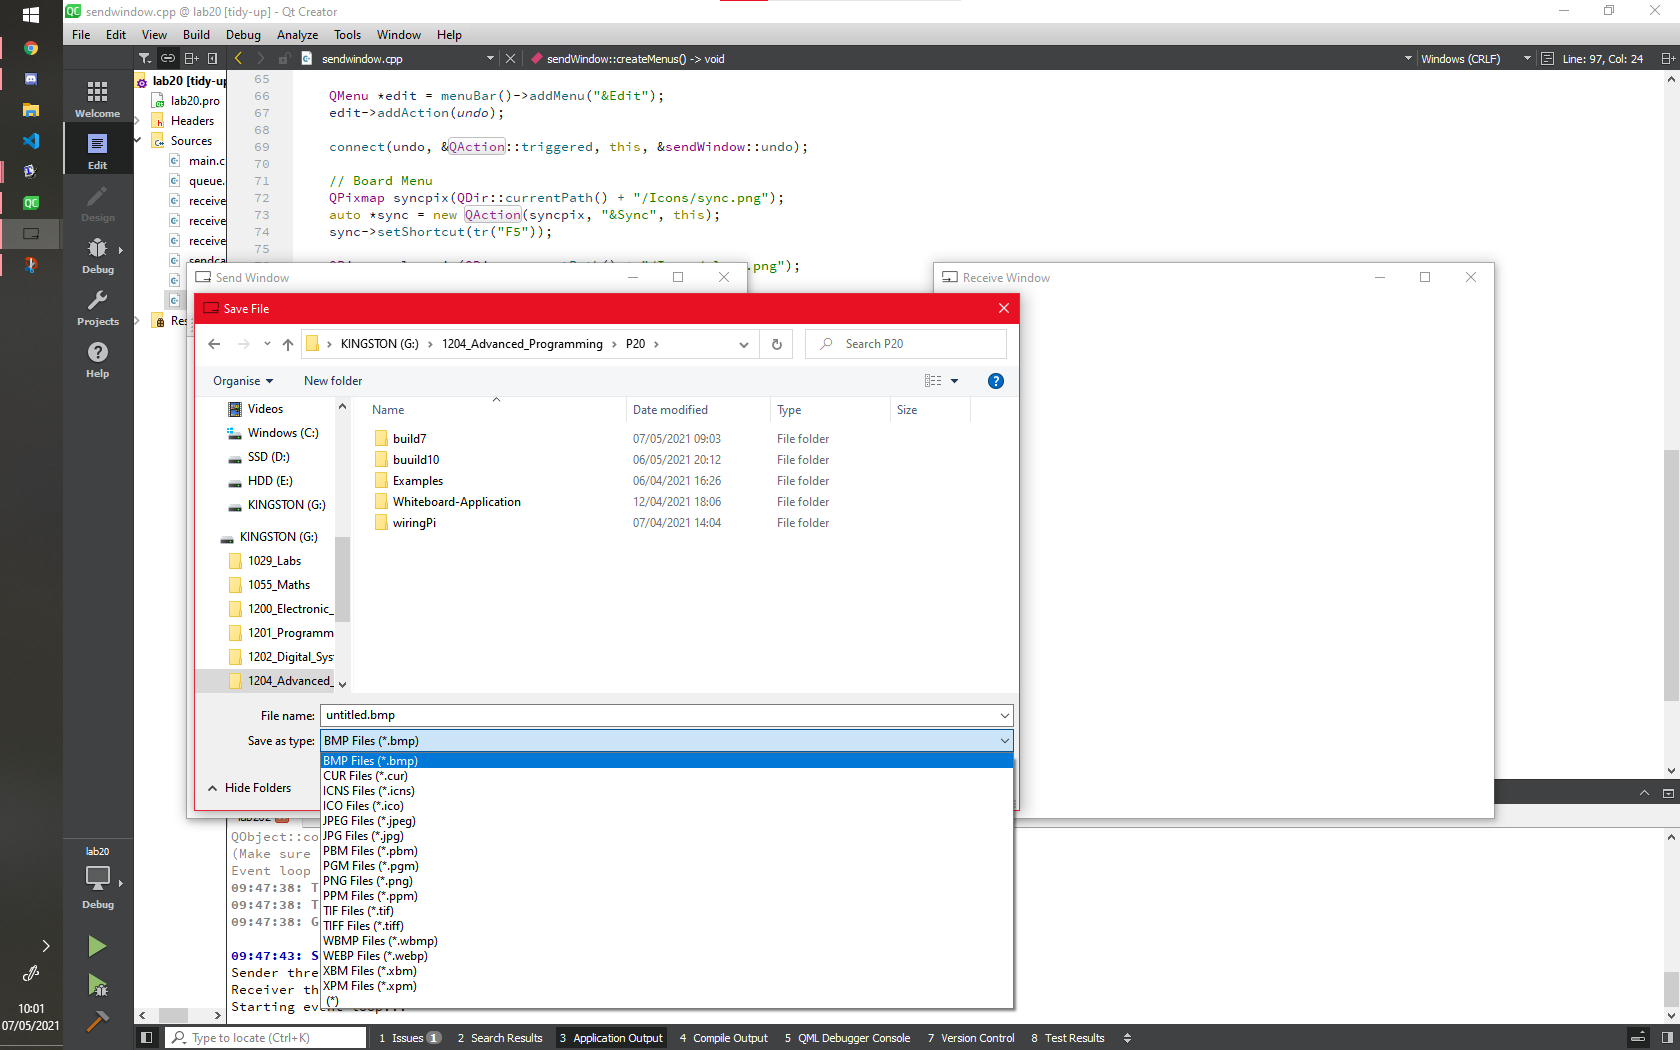 sendwindow.cpp @ lab20 [tidy-up] - Qt Creator
File Edit View Build Debug Analyze Tools Window Help
sendwindow.cpp
sendWindow::createMenus() -> void
Windows (CRLF)
Line: 97, Col: 24
Welcome
Edit
Design
Debug
Projects
Help
lab20 [tidy-up
lab20.pro
Headers
Sources
main.c
queue.
receive
receive
receive
sendca
Res
65
66 QMenu *edit = menuBar()->addMenu("&Edit");
67 edit->addAction(undo);
68
69 connect(undo, &QAction::triggered, this, &sendWindow::undo);
70
71 // Board Menu
72 QPixmap syncpix(QDir::currentPath() + "/Icons/sync.png");
73 auto *sync = new QAction(syncpix, "&Sync", this);
74 sync->setShortcut(tr("F5"));
75
.png");
Send Window
Receive Window
Save File
KINGSTON (G:) › 1204_Advanced_Programming › P20 ›
Search P20
Organise
New folder
Videos
Windows (C:)
SSD (D:)
HDD (E:)
KINGSTON (G:)
KINGSTON (G:)
1029_Labs
1055_Maths
1200_Electronic_
1201_Programm
1202_Digital_Sys
1204_Advanced_
Name Date modified Type Size
build7 07/05/2021 09:03 File folder
buuild10 06/05/2021 20:12 File folder
Examples 06/04/2021 16:26 File folder
Whiteboard-Application 12/04/2021 18:06 File folder
wiringPi 07/04/2021 14:04 File folder
File name: untitled.bmp
Save as type: BMP Files (*.bmp)
BMP Files (*.bmp)
CUR Files (*.cur)
ICNS Files (*.icns)
ICO Files (*.ico)
JPEG Files (*.jpeg)
JPG Files (*.jpg)
PBM Files (*.pbm)
PGM Files (*.pgm)
PNG Files (*.png)
PPM Files (*.ppm)
TIF Files (*.tif)
TIFF Files (*.tiff)
WBMP Files (*.wbmp)
WEBP Files (*.webp)
XBM Files (*.xbm)
XPM Files (*.xpm)
(*)
Hide Folders
QObject::co
(Make sure
Event loop
09:47:38: T
09:47:38: T
09:47:38: G
09:47:43: S
Sender thre
Receiver th
Starting event loop...
lab20
Debug
10:01
07/05/2021
Type to locate (Ctrl+K)
1 Issues 1
2 Search Results
3 Application Output
4 Compile Output
5 QML Debugger Console
7 Version Control
8 Test Results